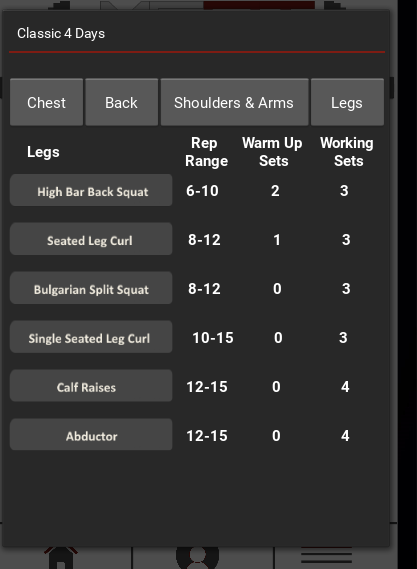 Classic 4 Days
Chest Back Shoulders & Arms Legs
Legs Rep Range Warm Up Sets Working Sets
High Bar Back Squat 6-10 2 3
Seated Leg Curl 8-12 1 3
Bulgarian Split Squat 8-12 0 3
Single Seated Leg Curl 10-15 0 3
Calf Raises 12-15 0 4
Abductor 12-15 0 4